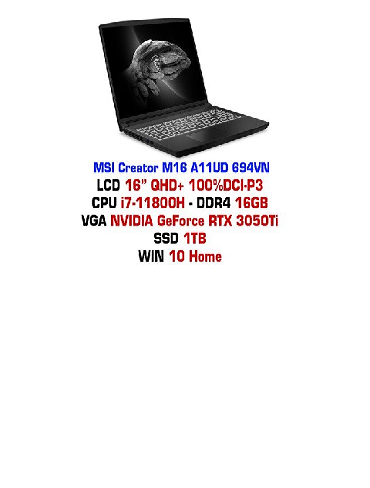 MSI Creator M16 A11UD 694VN
LCD 16” QHD+ 100%DCI-P3
CPU i7-11800H - DDR4 16GB
VGA NVIDIA GeForce RTX 3050Ti
SSD 1TB
WIN 10 Home